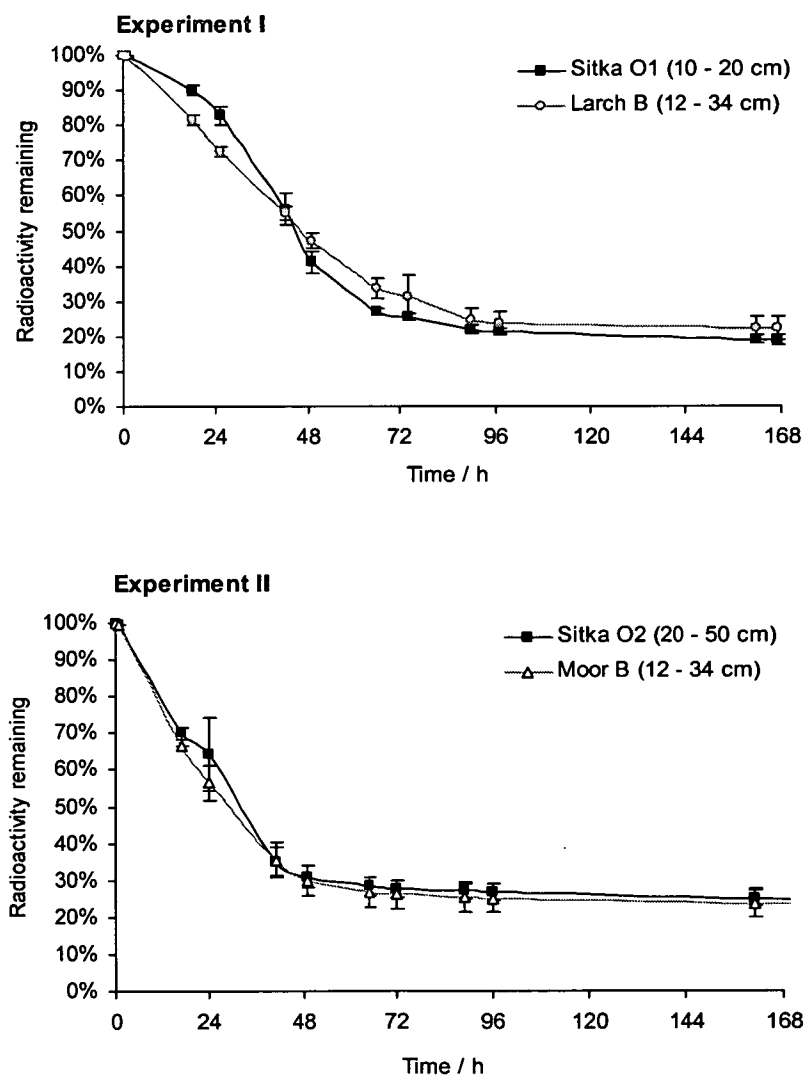 Experiment I
100%
90%
80%
70%
60%
50%
40%
30%
20%
10%
0%
Radioactivity remaining
Sitka O1 (10 - 20 cm)
Larch B (12 - 34 cm)
0 24 48 72 96 120 144 168
Time / h
Experiment II
100%
90%
80%
70%
60%
50%
40%
30%
20%
10%
0%
Radioactivity remaining
Sitka O2 (20 - 50 cm)
Moor B (12 - 34 cm)
0 24 48 72 96 120 144 168
Time / h